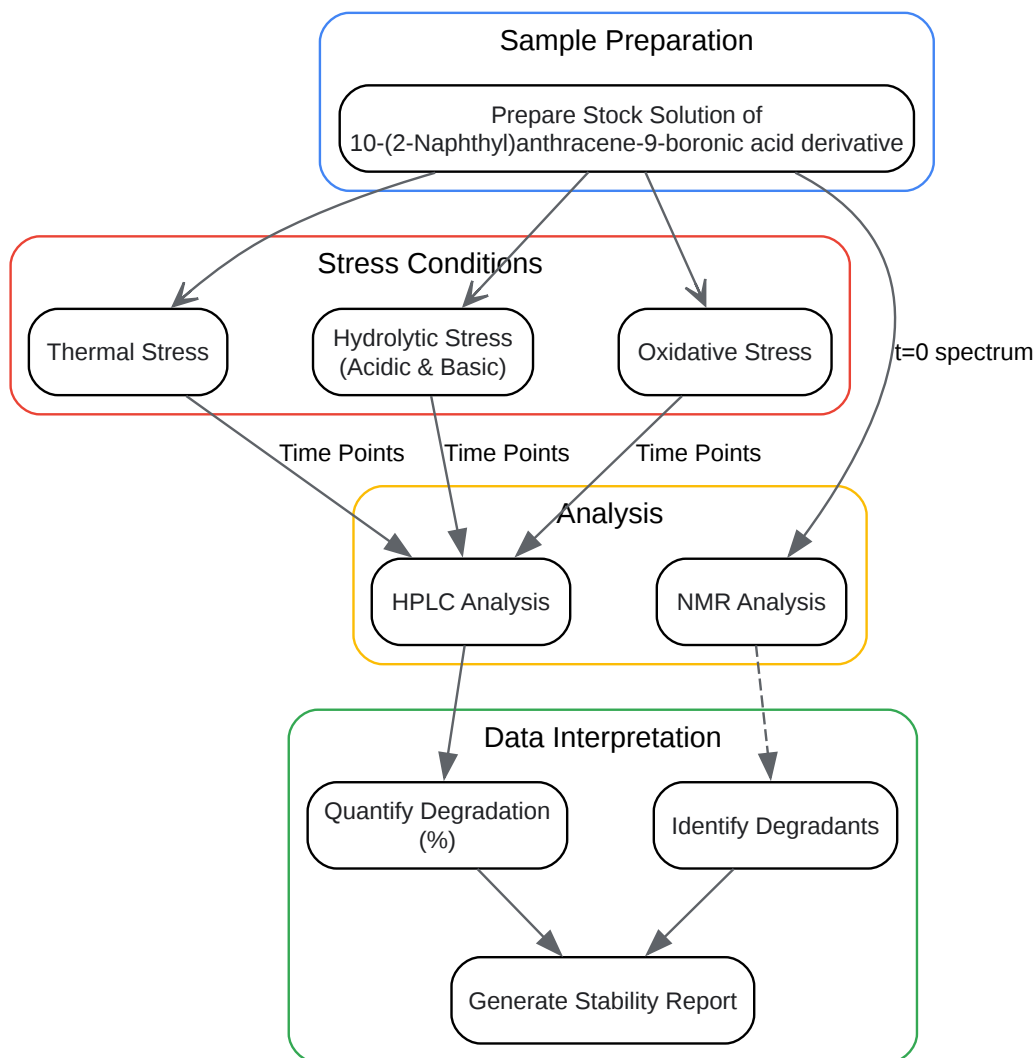 Sample Preparation
Prepare Stock Solution of
10-(2-Naphthyl)anthracene-9-boronic acid derivative
Stress Conditions
Thermal Stress
Hydrolytic Stress
(Acidic & Basic)
Oxidative Stress
t=0 spectrum
Time Points
Time Points
Time Points
Analysis
HPLC Analysis
NMR Analysis
Data Interpretation
Quantify Degradation
(%)
Identify Degradants
Generate Stability Report